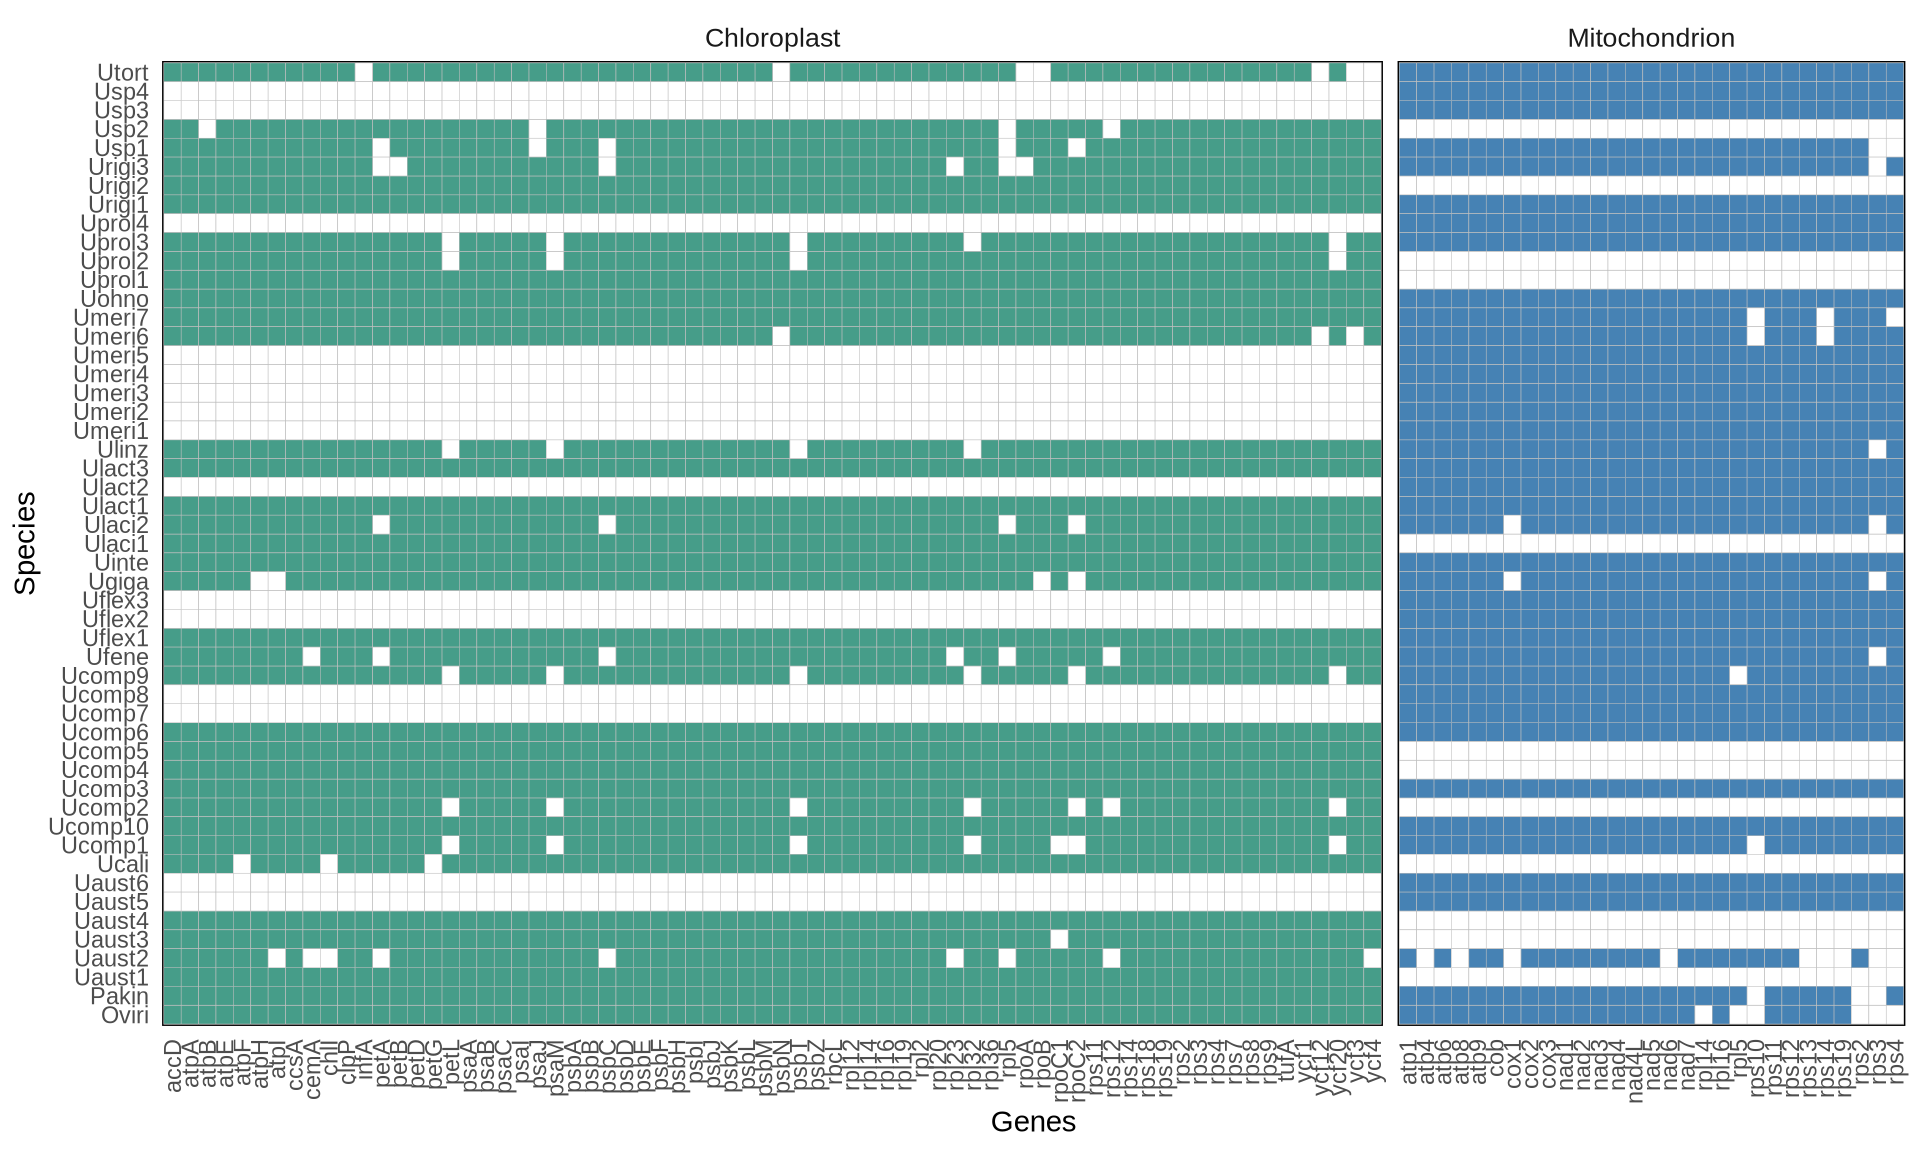 Chloroplast
Mitochondrion
Utort
Usp4
Usp3
Usp2
Usp1
Urigi3
Urigi2
Urigi1
Uprol4
Uprol3
Uprol2
Uprol1
Uohno
Umeri7
Umeri6
Umeri5
Umeri4
Umeri3
Umeri2
Umeri1
Ulinz
Ulact3
Ulact2
Ulact1
Ulaci2
Ulaci1
Uinte
Ugiga
Uflex3
Uflex2
Uflex1
Ufene
Ucomp9
Ucomp8
Ucomp7
Ucomp6
Ucomp5
Ucomp4
Ucomp3
Ucomp2
Ucomp10
Ucomp1
Ucali
Uaust6
Uaust5
Uaust4
Uaust3
Uaust2
Uaust1
Pakin
Oviri
Species
accD
atpA
atpB
atpE
atpF
atpH
atpI
ccsA
cemA
chlI
clpP
infA
petA
petB
petD
petG
petL
psaA
psaB
psaC
psaI
psaJ
psaM
psbA
psbB
psbC
psbD
psbE
psbF
psbH
psbI
psbJ
psbK
psbL
psbM
psbN
psbT
psbZ
rpcL
rpl12
rpl14
rpl16
rpl19
rpl2
rpl20
rpl23
rpl32
rpl36
rpl5
rpoA
rpoB
rpoC1
rpoC2
rps11
rps12
rps14
rps18
rps19
rps2
rps3
rps4
rps7
rps8
rps9
tufA
ycf1
ycf12
ycf20
ycf3
ycf4
atp1
atp4
atp6
atp8
atp9
cob
cox1
cox2
cox3
nad1
nad2
nad3
nad4
nad4L
nad5
nad6
nad7
rpl14
rpl16
rpl5
rps10
rps11
rps12
rps13
rps14
rps19
rps2
rps3
rps4
Genes